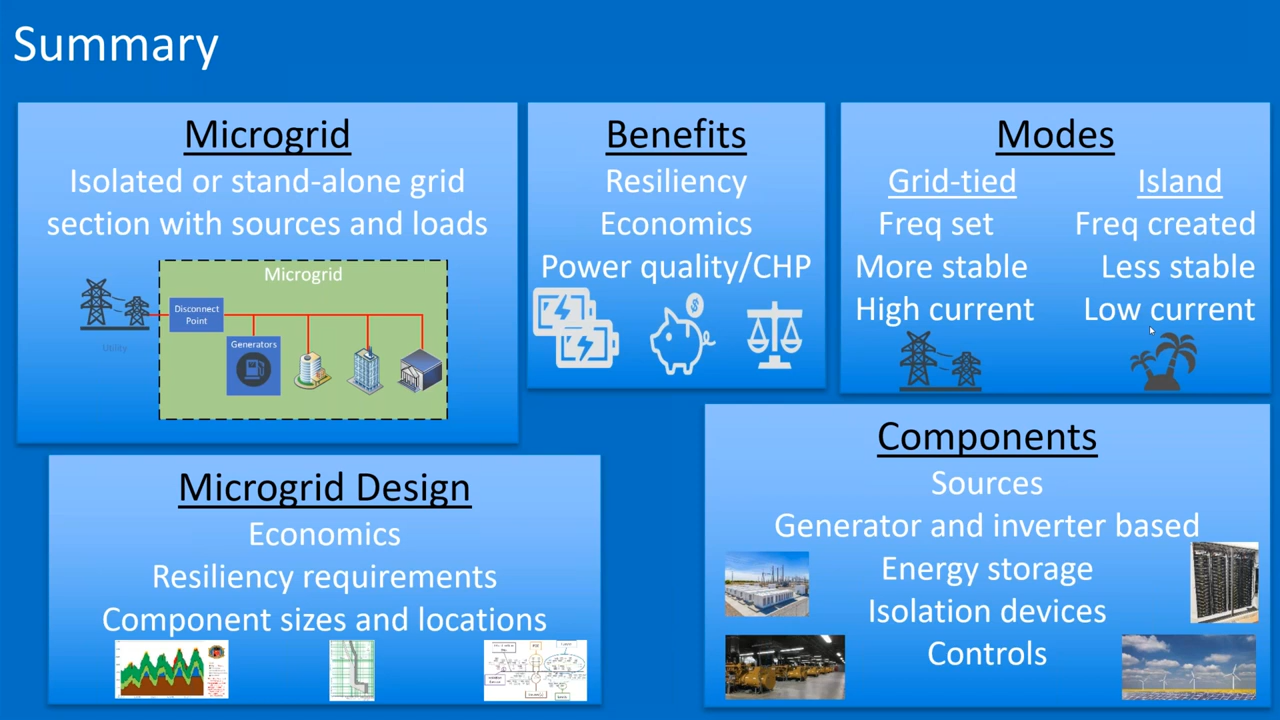 Summary
Microgrid
Isolated or stand-alone grid
section with sources and loads
Microgrid
Disconnect
Point
Utility
Generators
Benefits
Resiliency
Economics
Power quality/CHP
Modes
Grid-tied
Freq set
More stable
High current
Island
Freq created
Less stable
Low current
Microgrid Design
Economics
Resiliency requirements
Component sizes and locations
Components
Sources
Generator and inverter based
Energy storage
Isolation devices
Controls